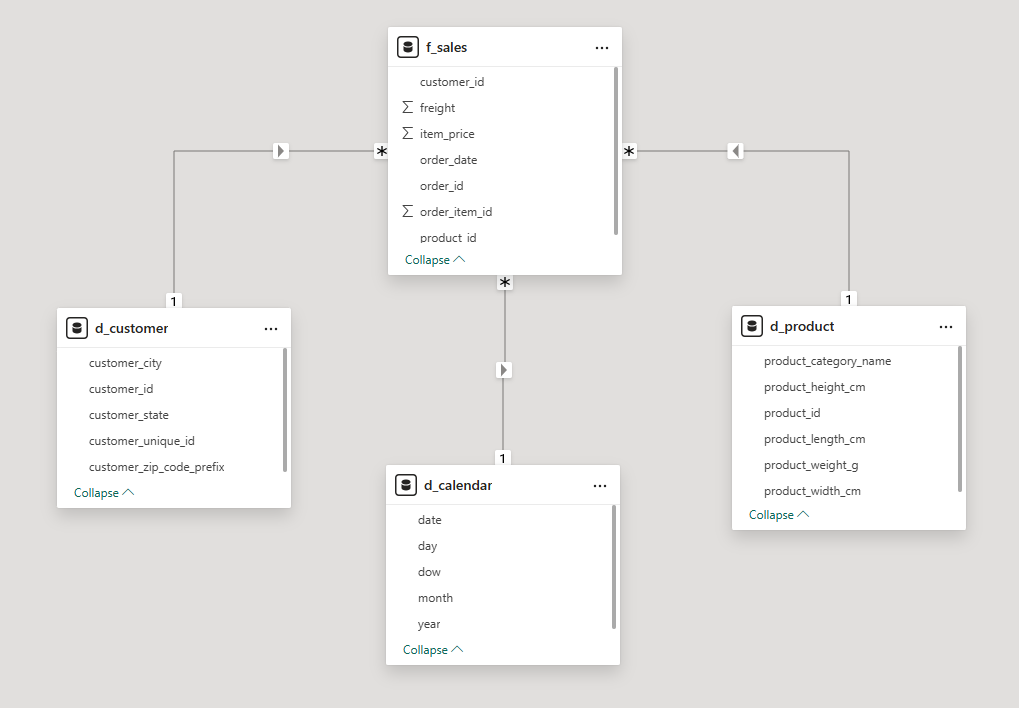 f_sales
customer_id
Σ freight
Σ item_price
order_date
order_id
Σ order_item_id
product_id
Collapse
*
*
*
1
1
1
d_customer
customer_city
customer_id
customer_state
customer_unique_id
customer_zip_code_prefix
Collapse
d_calendar
date
day
dow
month
year
Collapse
d_product
product_category_name
product_height_cm
product_id
product_length_cm
product_weight_g
product_width_cm
Collapse